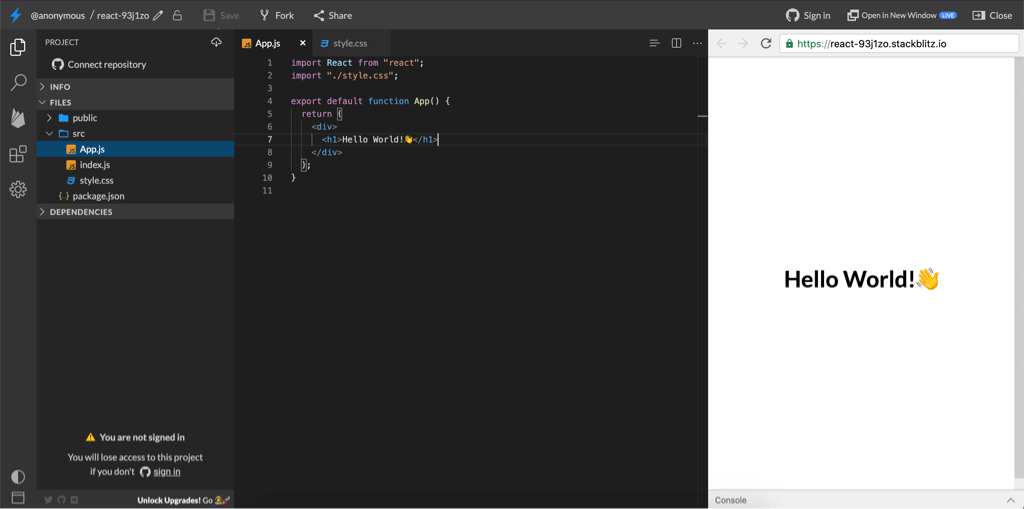 @anonymous / react-93j1zo Save Fork Share Sign in Open in New Window LIVE Close
PROJECT
Connect repository
INFO
FILES
public
src
App.js
index.js
style.css
{..} package.json
DEPENDENCIES
⚠️ You are not signed in
You will lose access to this project
if you don't sign in
Unlock Upgrades! Go
App.js × style.css
1 import React from "react";
2 import "./style.css";
3
4 export default function App() {
5 return (
6 <div>
7 <h1>Hello World!👋</h1>
8 </div>
9 );
10 }
11
https://react-93j1zo.stackblitz.io
Hello World!👋
Console